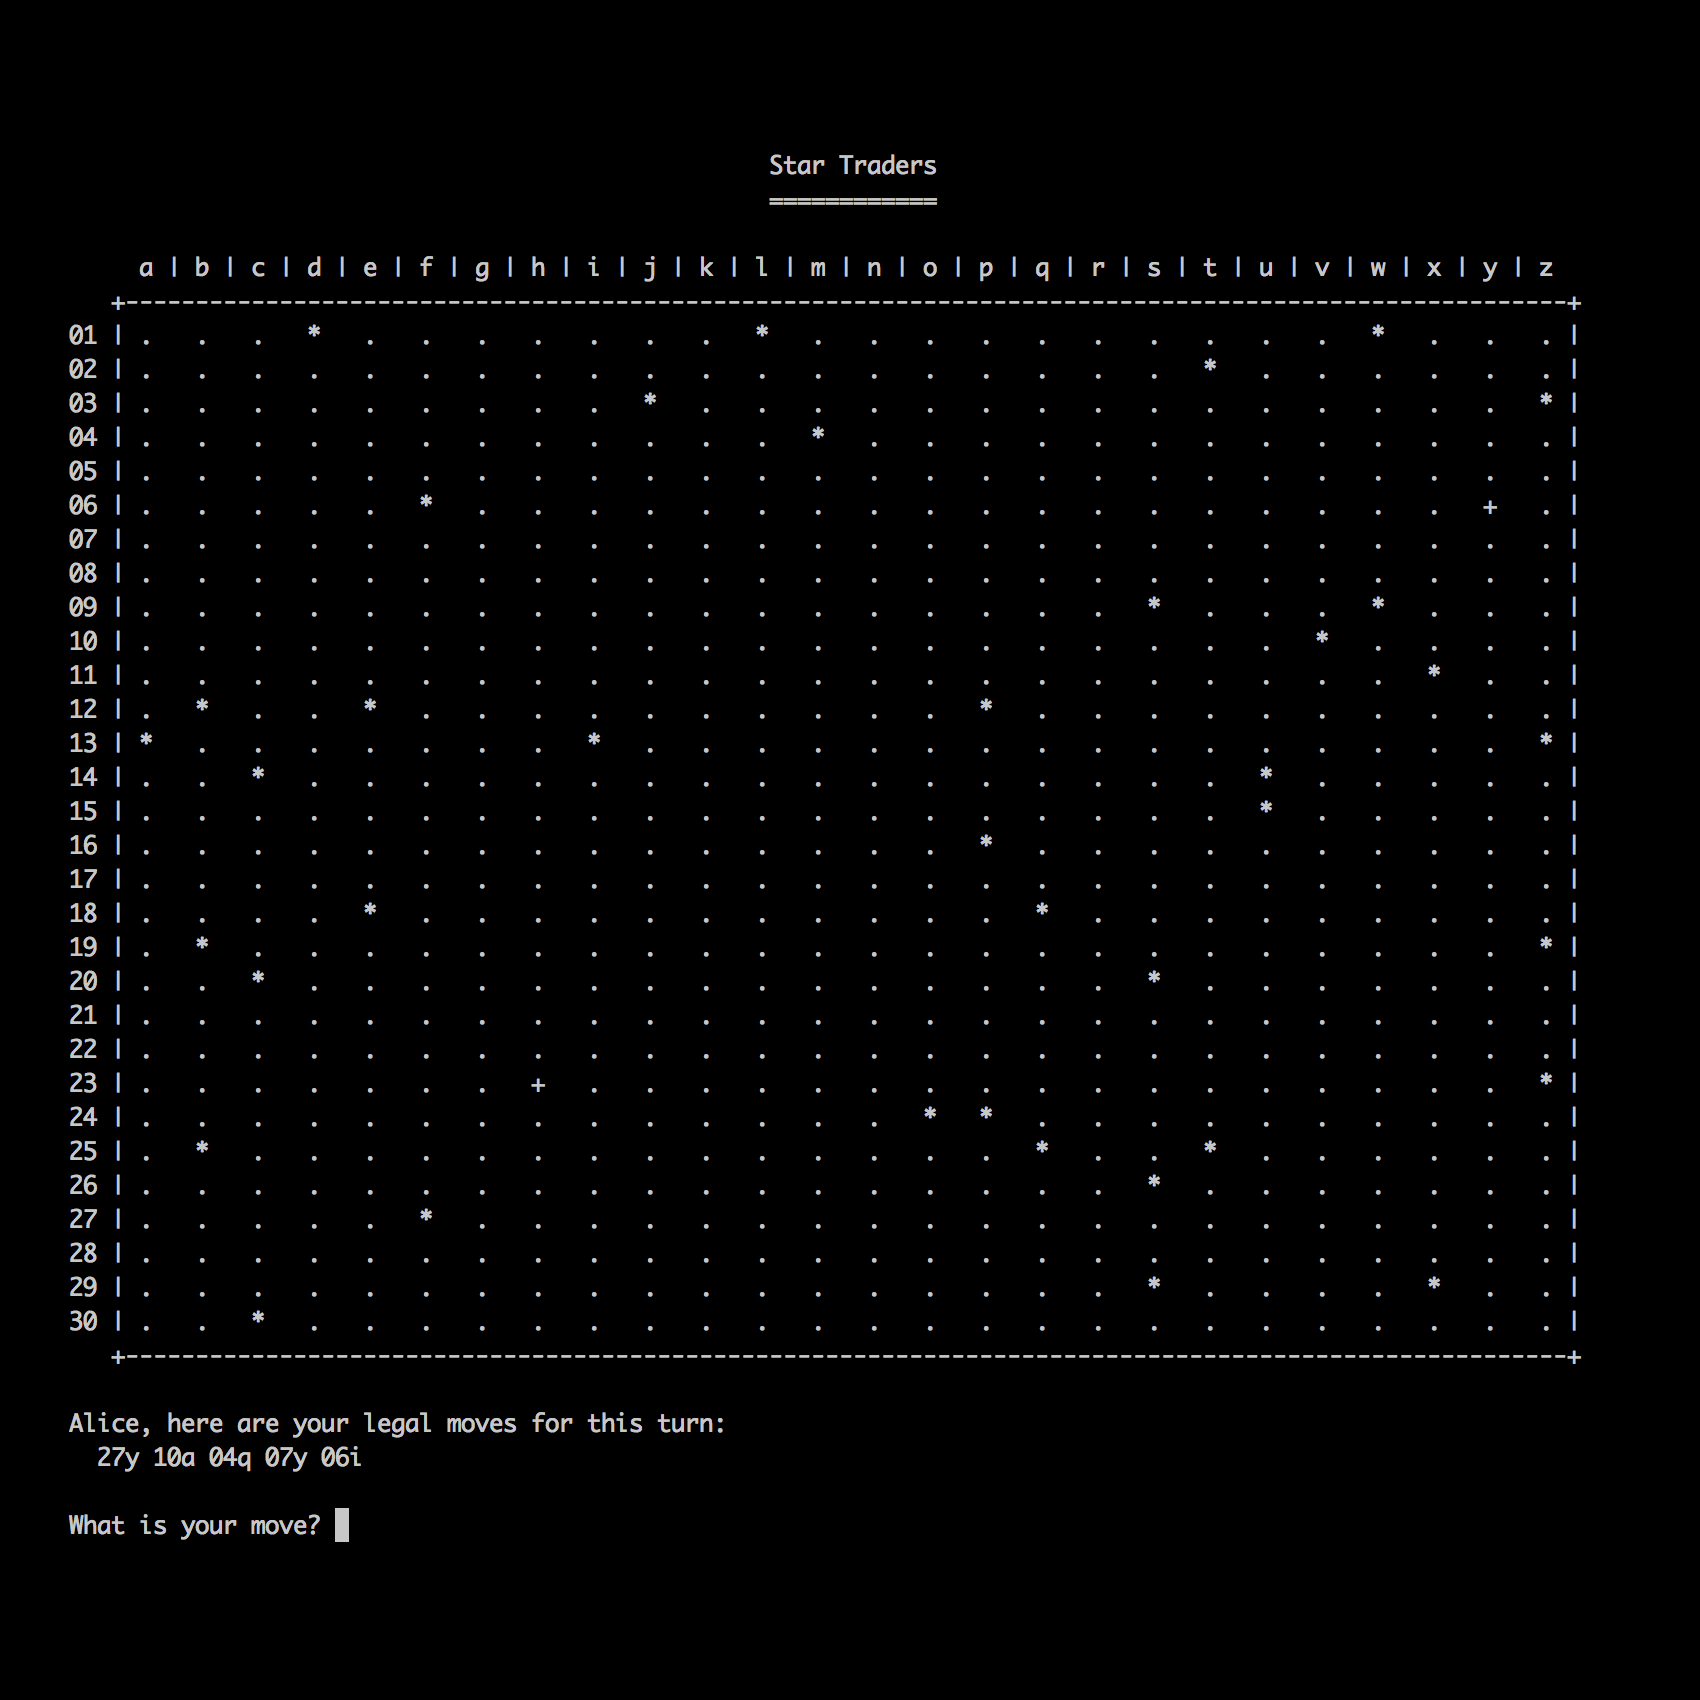 Star Traders
============
a | b | c | d | e | f | g | h | i | j | k | l | m | n | o | p | q | r | s | t | u | v | w | x | y | z
+-------------------------------------------------------------------------------------------------------+
01 | .   .   .   *   .   .   .   .   .   .   .   *   .   .   .   .   .   .   .   .   .   .   *   .   .   . |
02 | .   .   .   .   .   .   .   .   .   .   .   .   .   .   .   .   .   .   .   *   .   .   .   .   .   . |
03 | .   .   .   .   .   .   .   .   .   *   .   .   .   .   .   .   .   .   .   .   .   .   .   .   .   * |
04 | .   .   .   .   .   .   .   .   .   .   .   .   *   .   .   .   .   .   .   .   .   .   .   .   .   . |
05 | .   .   .   .   .   .   .   .   .   .   .   .   .   .   .   .   .   .   .   .   .   .   .   .   .   . |
06 | .   .   .   .   .   *   .   .   .   .   .   .   .   .   .   .   .   .   .   .   .   .   .   .   +   . |
07 | .   .   .   .   .   .   .   .   .   .   .   .   .   .   .   .   .   .   .   .   .   .   .   .   .   . |
08 | .   .   .   .   .   .   .   .   .   .   .   .   .   .   .   .   .   .   .   .   .   .   .   .   .   . |
09 | .   .   .   .   .   .   .   .   .   .   .   .   .   .   .   .   .   .   *   .   .   .   *   .   .   . |
10 | .   .   .   .   .   .   .   .   .   .   .   .   .   .   .   .   .   .   .   .   .   *   .   .   .   . |
11 | .   .   .   .   .   .   .   .   .   .   .   .   .   .   .   .   .   .   .   .   .   .   .   *   .   . |
12 | .   *   .   .   *   .   .   .   .   .   .   .   .   .   .   *   .   .   .   .   .   .   .   .   .   . |
13 | *   .   .   .   .   .   .   .   *   .   .   .   .   .   .   .   .   .   .   .   .   .   .   .   .   * |
14 | .   .   *   .   .   .   .   .   .   .   .   .   .   .   .   .   .   .   .   .   *   .   .   .   .   . |
15 | .   .   .   .   .   .   .   .   .   .   .   .   .   .   .   .   .   .   .   .   *   .   .   .   .   . |
16 | .   .   .   .   .   .   .   .   .   .   .   .   .   .   .   *   .   .   .   .   .   .   .   .   .   . |
17 | .   .   .   .   .   .   .   .   .   .   .   .   .   .   .   .   .   .   .   .   .   .   .   .   .   . |
18 | .   .   .   .   *   .   .   .   .   .   .   .   .   .   .   .   *   .   .   .   .   .   .   .   .   . |
19 | .   *   .   .   .   .   .   .   .   .   .   .   .   .   .   .   .   .   .   .   .   .   .   .   .   * |
20 | .   .   *   .   .   .   .   .   .   .   .   .   .   .   .   .   .   .   *   .   .   .   .   .   .   . |
21 | .   .   .   .   .   .   .   .   .   .   .   .   .   .   .   .   .   .   .   .   .   .   .   .   .   . |
22 | .   .   .   .   .   .   .   .   .   .   .   .   .   .   .   .   .   .   .   .   .   .   .   .   .   . |
23 | .   .   .   .   .   .   .   +   .   .   .   .   .   .   .   .   .   .   .   .   .   .   .   .   .   * |
24 | .   .   .   .   .   .   .   .   .   .   .   .   .   .   *   *   .   .   .   .   .   .   .   .   .   . |
25 | .   *   .   .   .   .   .   .   .   .   .   .   .   .   .   .   *   .   .   *   .   .   .   .   .   . |
26 | .   .   .   .   .   .   .   .   .   .   .   .   .   .   .   .   .   .   *   .   .   .   .   .   .   . |
27 | .   .   .   .   .   *   .   .   .   .   .   .   .   .   .   .   .   .   .   .   .   .   .   .   .   . |
28 | .   .   .   .   .   .   .   .   .   .   .   .   .   .   .   .   .   .   .   .   .   .   .   .   .   . |
29 | .   .   .   .   .   .   .   .   .   .   .   .   .   .   .   .   .   .   *   .   .   .   .   *   .   . |
30 | .   .   *   .   .   .   .   .   .   .   .   .   .   .   .   .   .   .   .   .   .   .   .   .   .   . |
+-------------------------------------------------------------------------------------------------------+
Alice, here are your legal moves for this turn:
27y 10a 04q 07y 06i
What is your move?